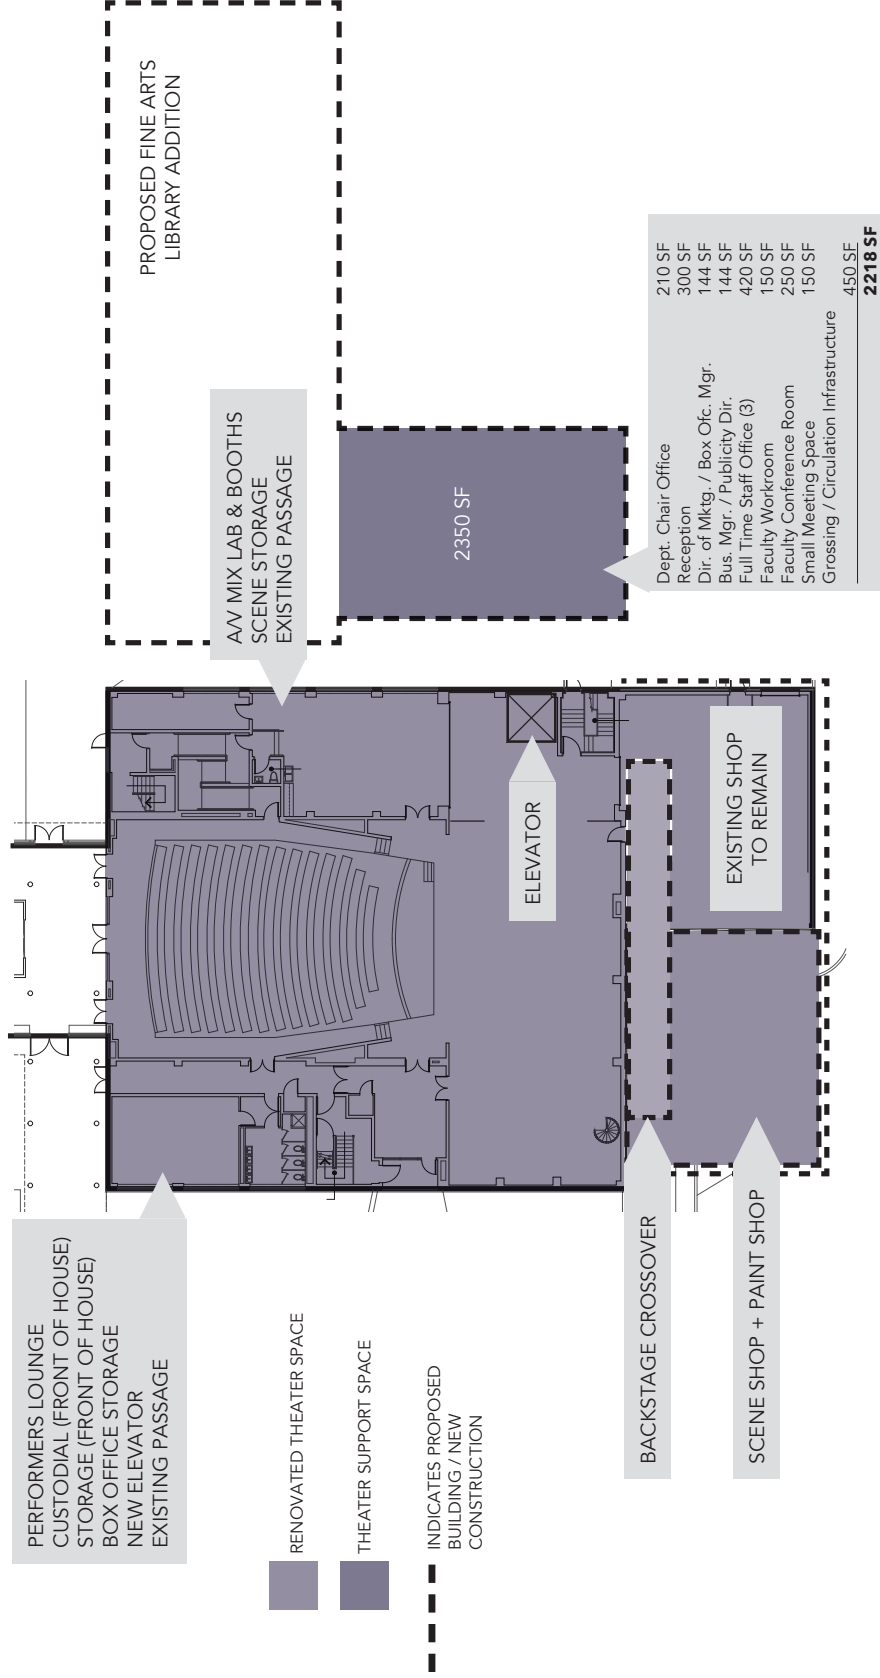 PERFORMERS LOUNGE
CUSTODIAL (FRONT OF HOUSE)
STORAGE (FRONT OF HOUSE)
BOX OFFICE STORAGE
NEW ELEVATOR
EXISTING PASSAGE
RENOVATED THEATER SPACE
THEATER SUPPORT SPACE
INDICATES PROPOSED
BUILDING / NEW
CONSTRUCTION
BACKSTAGE CROSSOVER
SCENE SHOP + PAINT SHOP
ELEVATOR
EXISTING SHOP
TO REMAIN
A/V MIX LAB & BOOTHS
SCENE STORAGE
EXISTING PASSAGE
PROPOSED FINE ARTS
LIBRARY ADDITION
2350 SF
Dept. Chair Office 210 SF
Reception 300 SF
Dir. of Mktg. / Box Ofc. Mgr. 144 SF
Bus. Mgr. / Publicity Dir. 144 SF
Full Time Staff Office (3) 420 SF
Faculty Workroom 150 SF
Faculty Conference Room 250 SF
Small Meeting Space 150 SF
Grossing / Circulation Infrastructure
450 SF
2218 SF